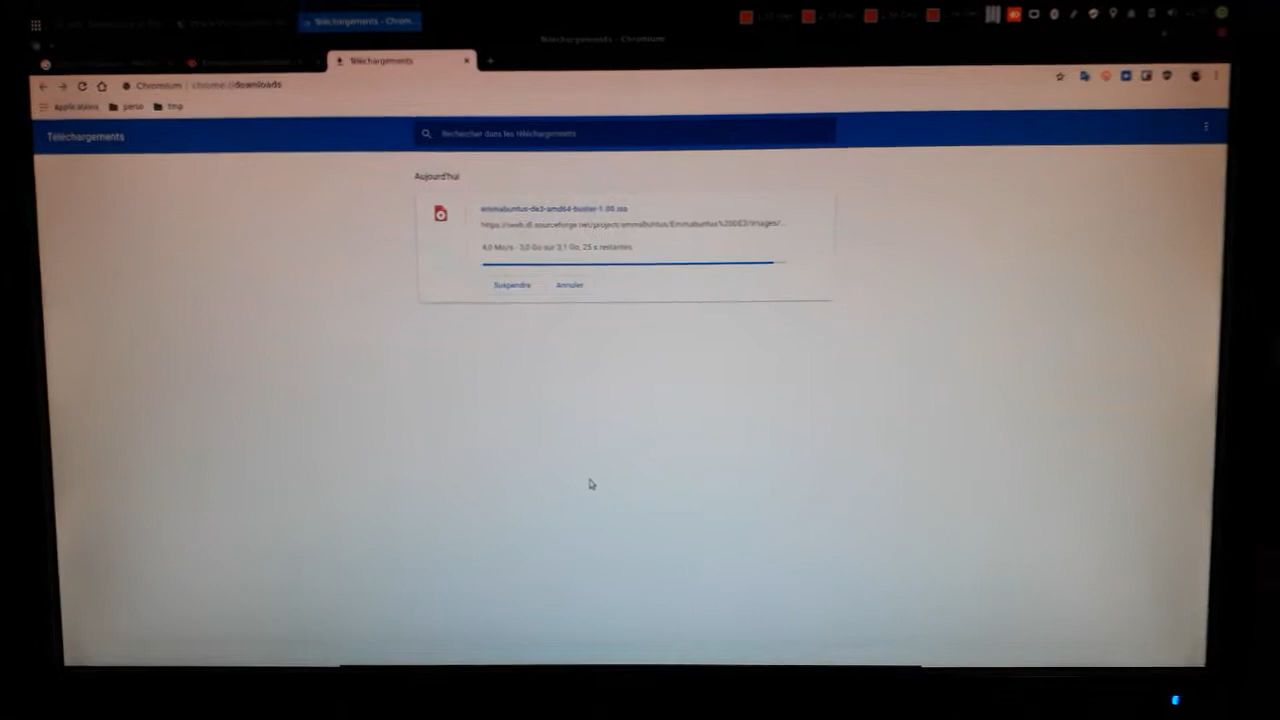 Téléchargements - Chrom...
Téléchargements - Chromium
Téléchargements
Chromium | chrome://downloads
Applications perso tmp
Téléchargements
Rechercher dans les téléchargements
Aujourd'hui
emmabuntus-de3-amd64-buster-1.00.iso
https://web.dl.sourceforge.net/project/emmabuntus/Emmabuntus%20DE3/Images/...
4,0 Mo/s - 3,0 Go sur 3,1 Go, 25 s restantes
Suspendre Annuler